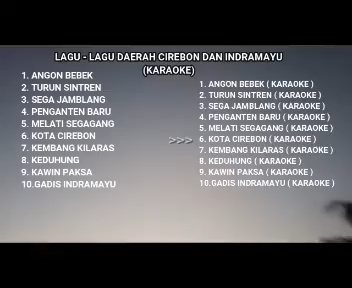 LAGU - LAGU DAERAH CIREBON DAN INDRAMAYU
(KARAOKE)
1. ANGON BEBEK
2. TURUN SINTREN
3. SEGA JAMBLANG
4. PENGANTEN BARU
5. MELATI SEGAGANG
6. KOTA CIREBON
7. KEMBANG KILARAS
8. KEDUHUNG
9. KAWIN PAKSA
10.GADIS INDRAMAYU
>>>
1. ANGON BEBEK ( KARAOKE )
2. TURUN SINTREN ( KARAOKE )
3. SEGA JAMBLANG ( KARAOKE )
4. PENGANTEN BARU ( KARAOKE )
5. MELATI SEGAGANG ( KARAOKE )
6. KOTA CIREBON ( KARAOKE )
7. KEMBANG KILARAS ( KARAOKE )
8. KEDUHUNG ( KARAOKE )
9. KAWIN PAKSA ( KARAOKE )
10.GADIS INDRAMAYU ( KARAOKE )